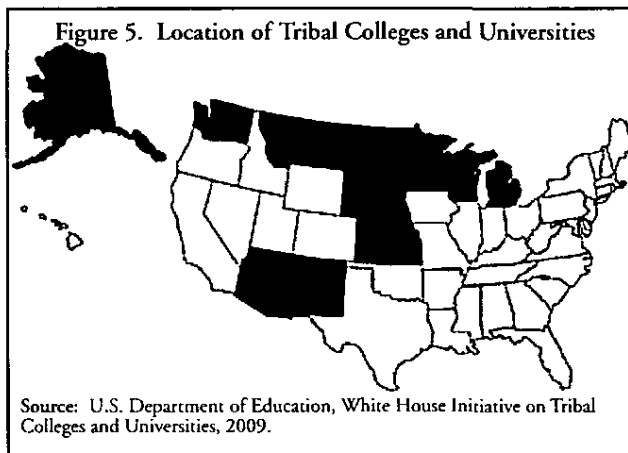 Figure 5. Location of Tribal Colleges and Universities
Source: U.S. Department of Education, White House Initiative on Tribal
Colleges and Universities, 2009.